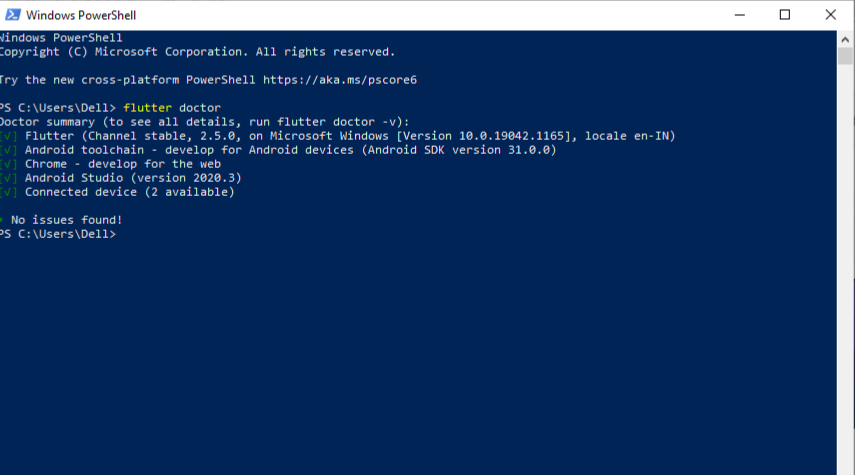 Windows PowerShell
Windows PowerShell
Copyright (C) Microsoft Corporation. All rights reserved.
Try the new cross-platform PowerShell https://aka.ms/pscore6
PS C:\Users\Dell> flutter doctor
Doctor summary (to see all details, run flutter doctor -v):
[√] Flutter (Channel stable, 2.5.0, on Microsoft Windows [Version 10.0.19042.1165], locale en-IN)
[√] Android toolchain - develop for Android devices (Android SDK version 31.0.0)
[√] Chrome - develop for the web
[√] Android Studio (version 2020.3)
[√] Connected device (2 available)
• No issues found!
PS C:\Users\Dell>